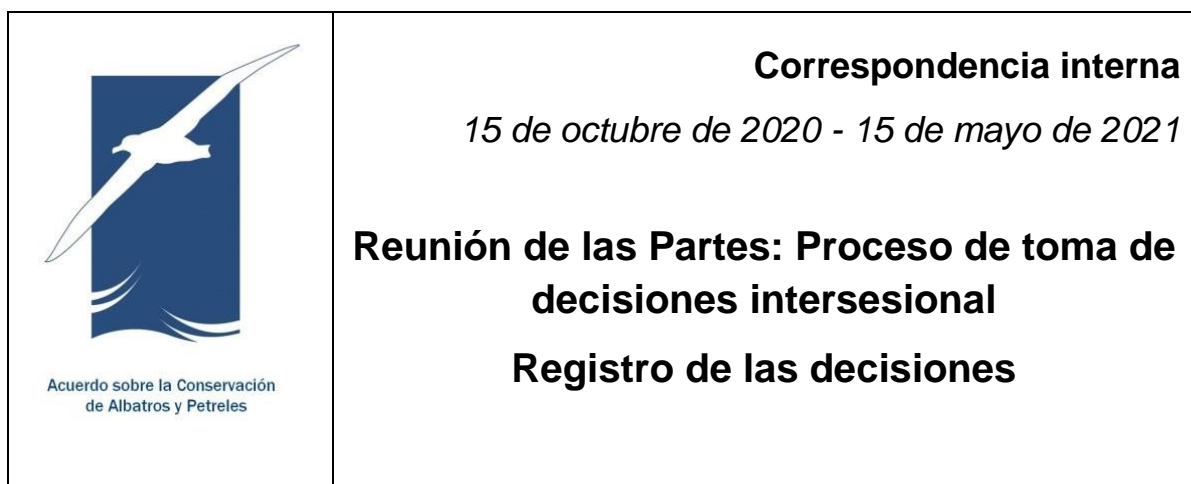 Acuerdo sobre la Conservación
de Albatros y Petreles
Correspondencia interna
15 de octubre de 2020 - 15 de mayo de 2021
Reunión de las Partes: Proceso de toma de
decisiones intersesional
Registro de las decisiones